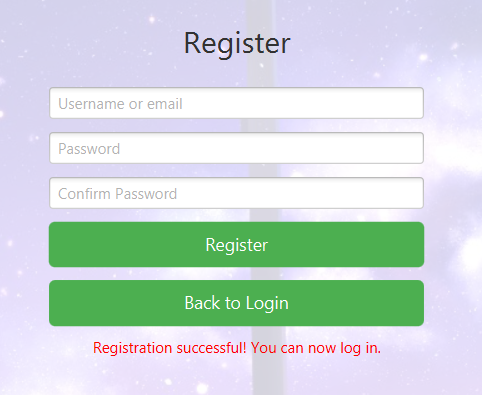 Register
Username or email
Password
Confirm Password
Register
Back to Login
Registration successful! You can now log in.